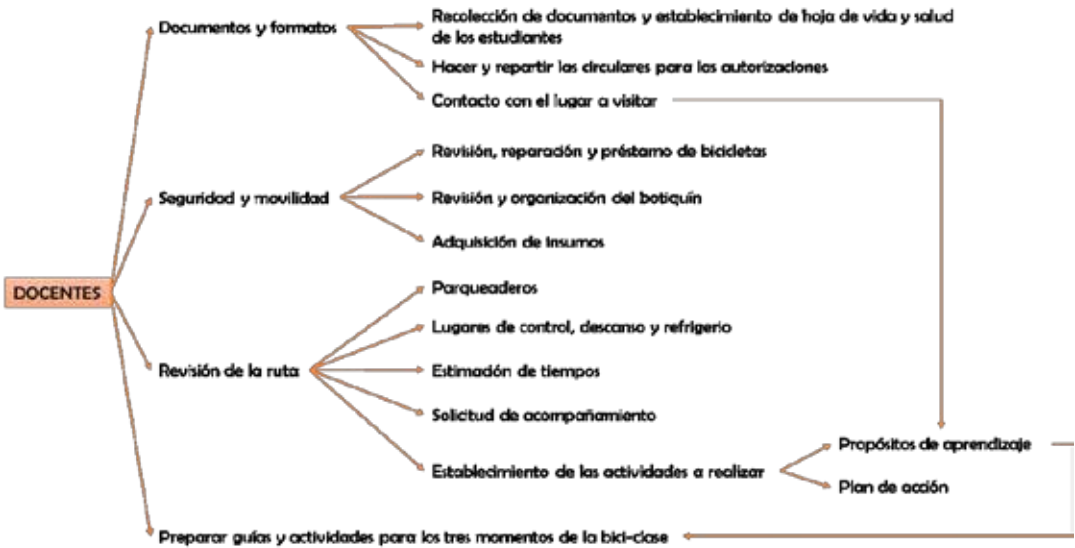 Documentos y formatos
Recolección de documentos y establecimiento de hoja de vida y salud
de los estudiantes
Hacer y repartir las circulares para las autorizaciones
Contacto con el lugar a visitar
Seguridad y movilidad
Revisión, reparación y préstamo de bicicletas
Revisión y organización del botiquín
Adquisición de insumos
DOCENTES
Revisión de la ruta
Parqueaderos
Lugares de control, descanso y refrigerio
Estimación de tiempos
Solicitud de acompañamiento
Establecimiento de las actividades a realizar
Propósitos de aprendizaje
Plan de acción
Preparar guías y actividades para los tres momentos de la bici-clase